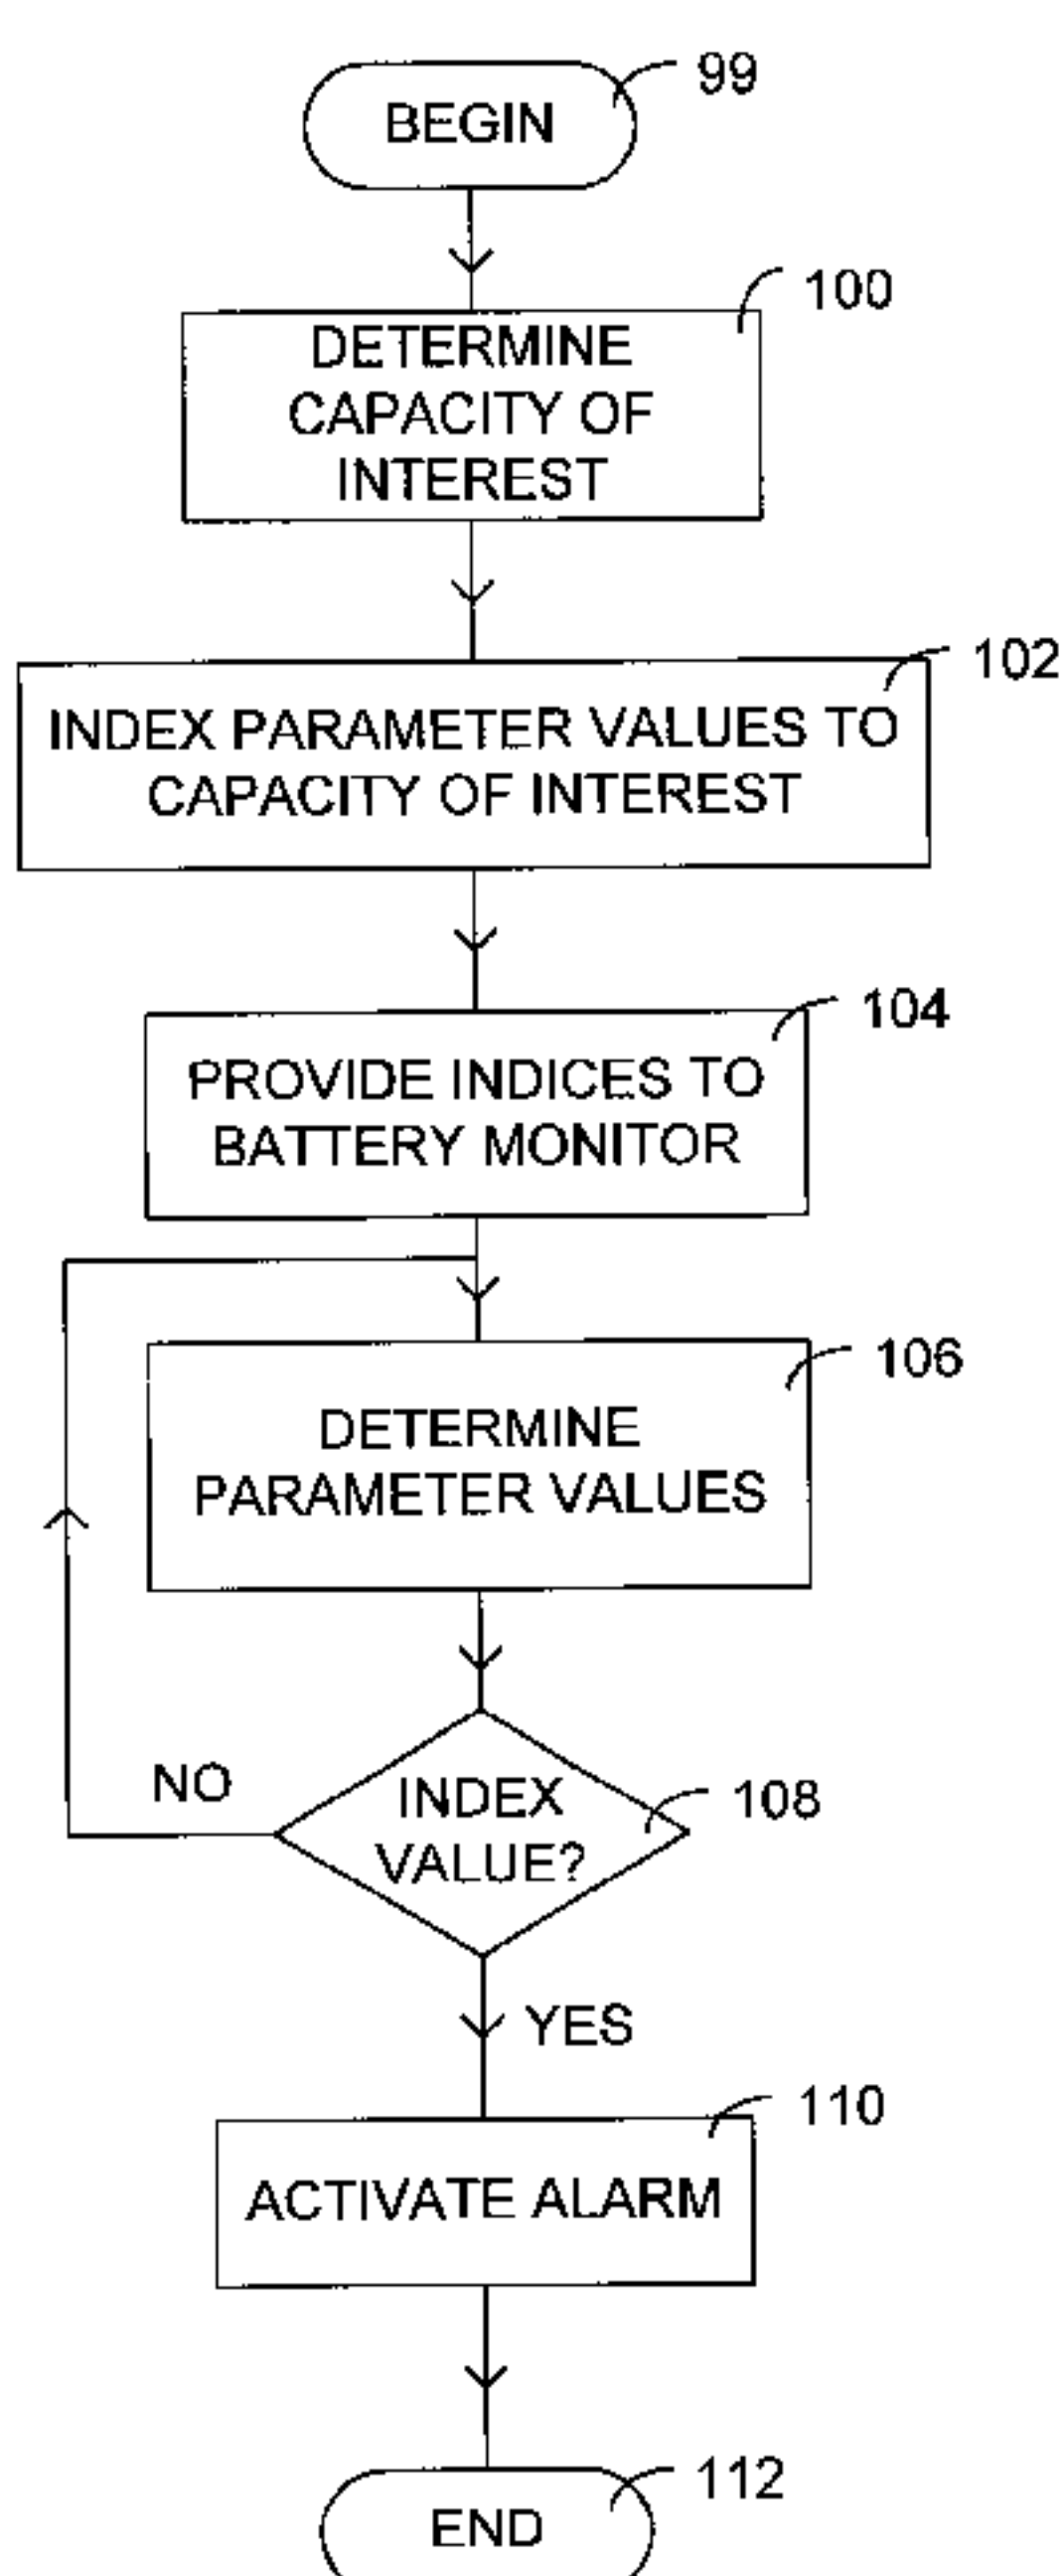 BEGIN
99
100
DETERMINE
CAPACITY OF
INTEREST
102
INDEX PARAMETER VALUES TO
CAPACITY OF INTEREST
104
PROVIDE INDICES TO
BATTERY MONITOR
106
DETERMINE
PARAMETER VALUES
NO
INDEX
VALUE?
108
YES
110
ACTIVATE ALARM
112
END